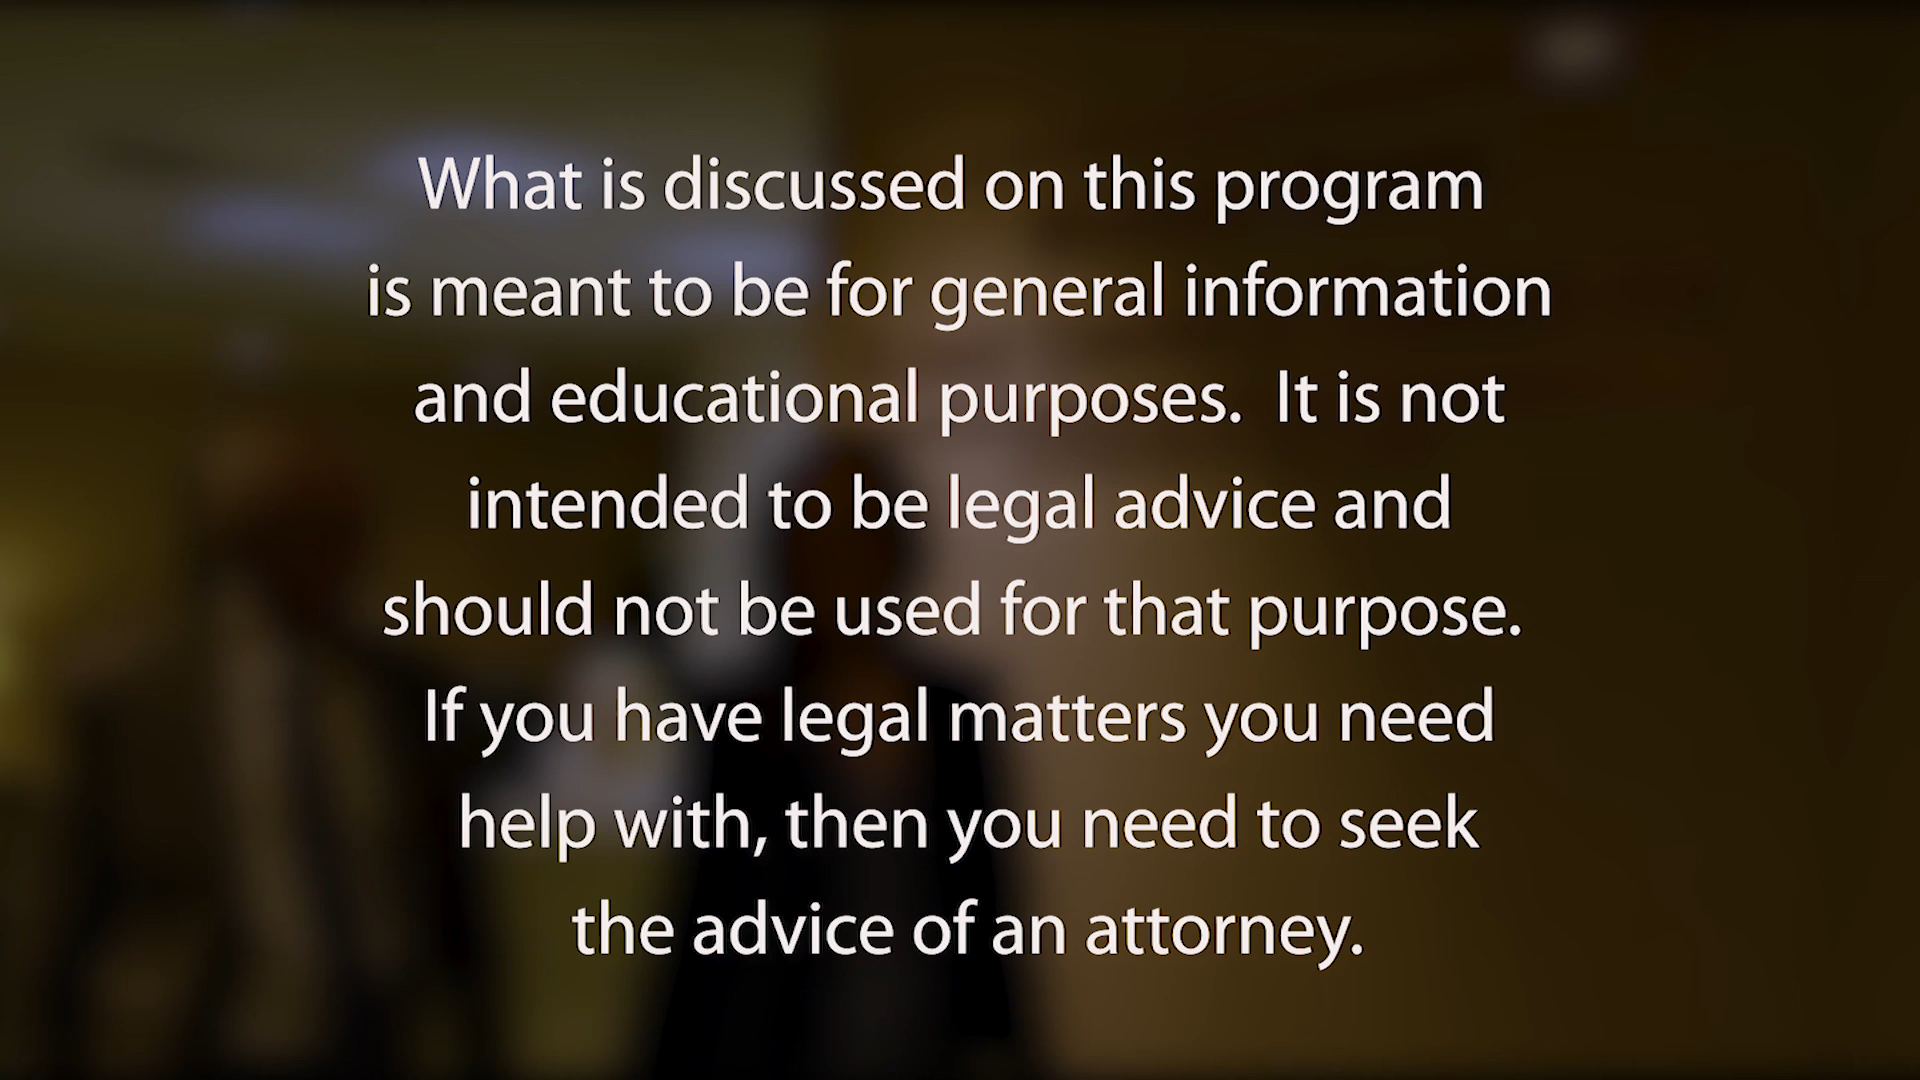 What is discussed on this program
is meant to be for general information
and educational purposes.  It is not
intended to be legal advice and
should not be used for that purpose.
If you have legal matters you need
help with, then you need to seek
the advice of an attorney.